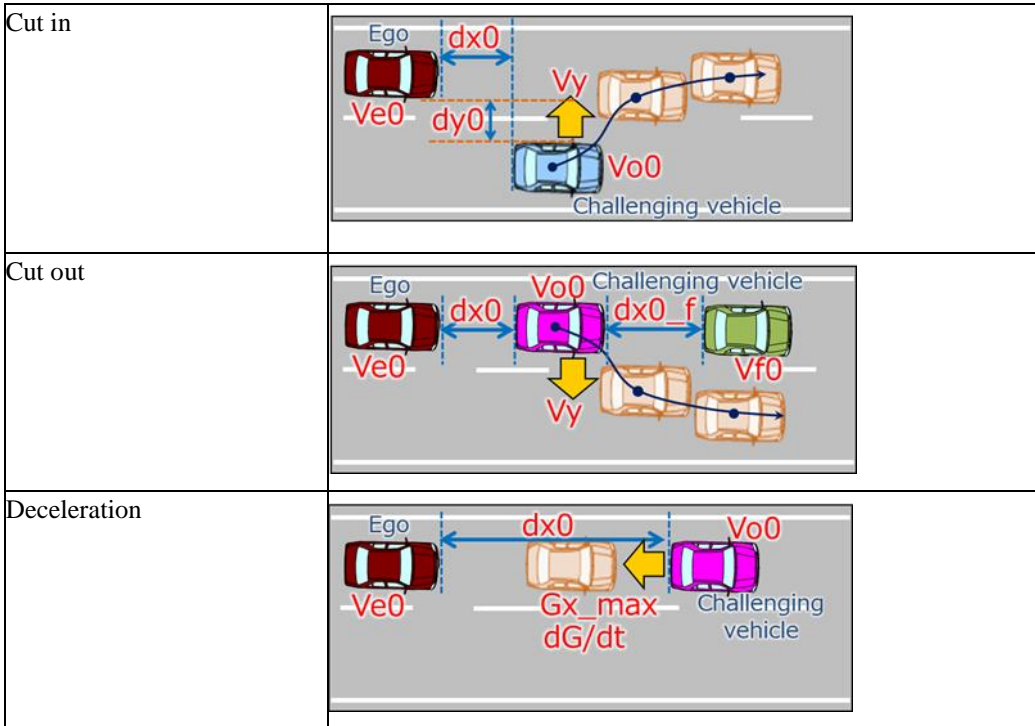 Cut in
Ego
dx0
Vy
Ve0
dy0
Vo0
Challenging vehicle
Cut out
Ego
Vo0
Challenging vehicle
dx0
dx0_f
Ve0
Vf0
Vy
Deceleration
Ego
dx0
Vo0
Ve0
Gx_max
dG/dt
Challenging
vehicle